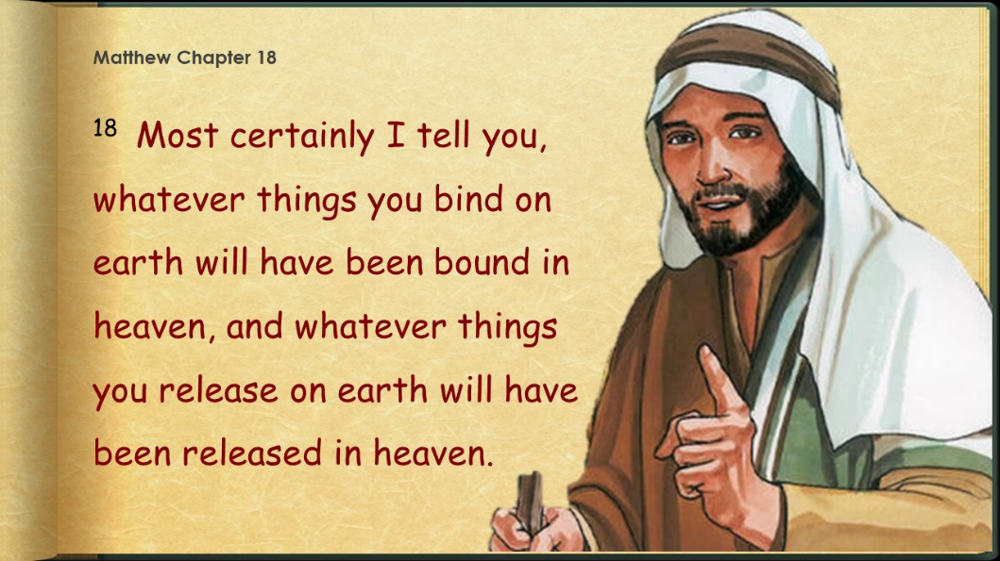 Matthew Chapter 18
18 Most certainly I tell you,
whatever things you bind on
earth will have been bound in
heaven, and whatever things
you release on earth will have
been released in heaven.